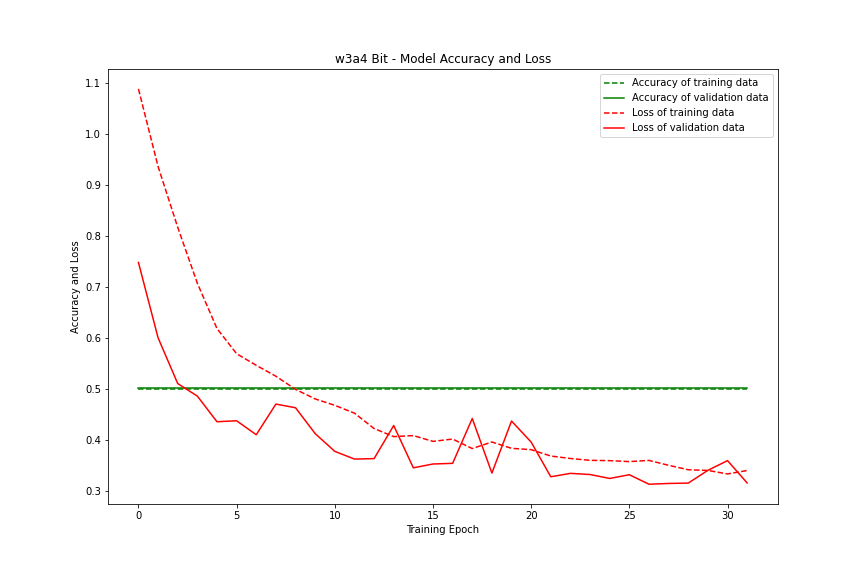 w3a4 Bit - Model Accuracy and Loss
Accuracy of training data
Accuracy of validation data
Loss of training data
Loss of validation data
Accuracy and Loss
1.1
1.0
0.9
0.8
0.7
0.6
0.5
0.4
0.3
0 5 10 15 20 25 30
Training Epoch